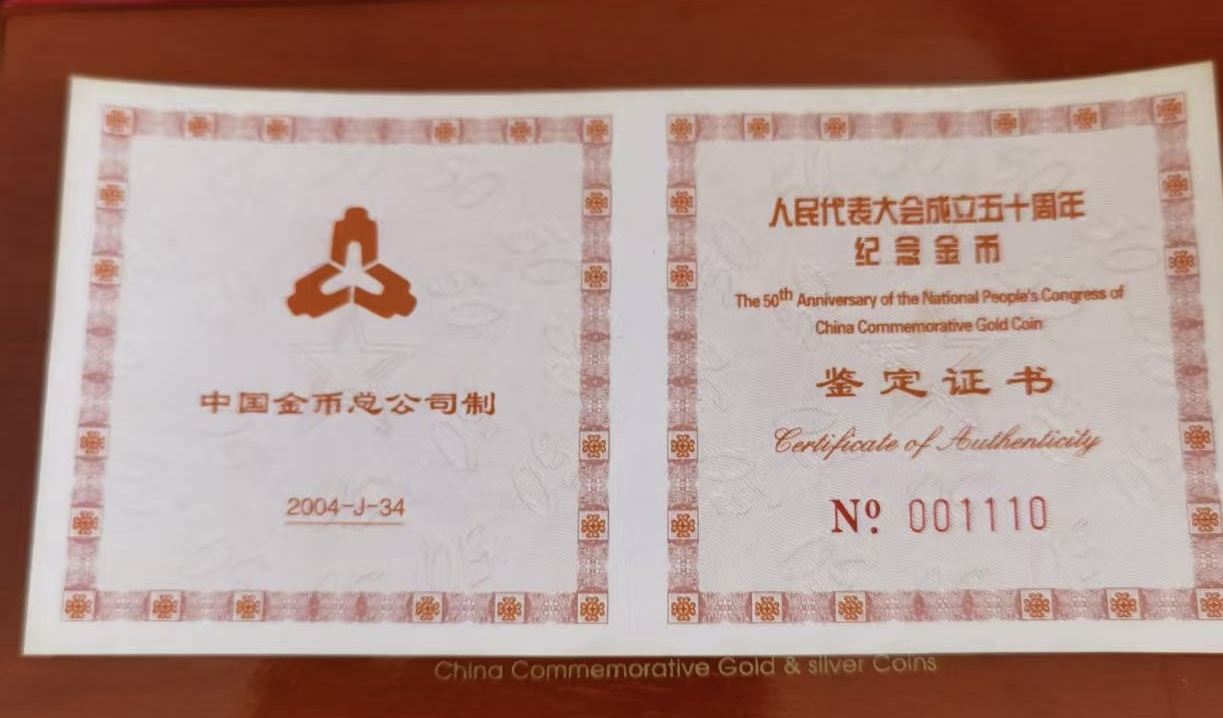 中国金币总公司制
2004-J-34
人民代表大会成立五十周年
纪念金币
The 50th Anniversary of the National People's Congress of
China Commemorative Gold Coin
鉴定证书
Certificate of Authenticity
Nº 001110
China Commemorative Gold & silver Coins